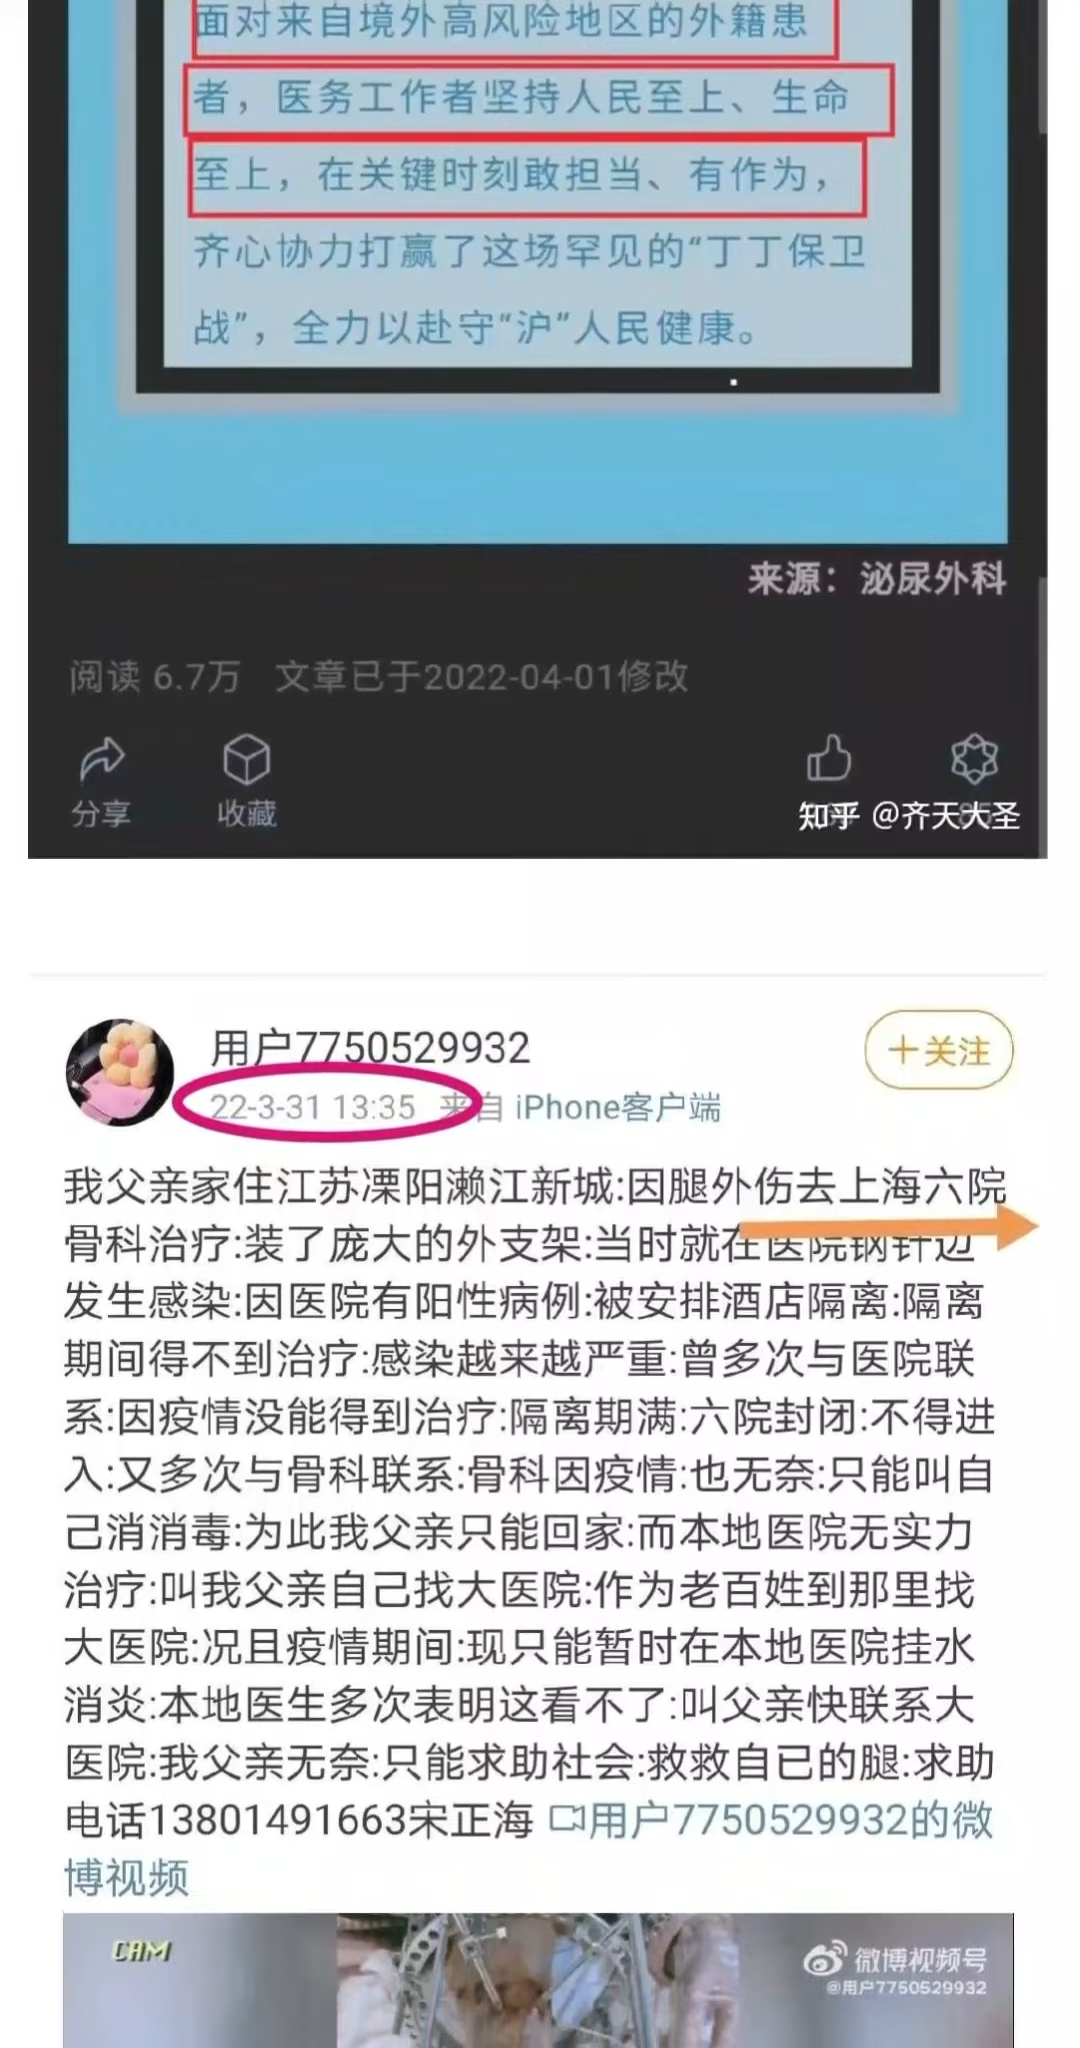 面对来自境外高风险地区的外籍患
者，医务工作者坚持人民至上、生命
至上，在关键时刻敢担当、有作为，
齐心协力打赢了这场罕见的“丁丁保卫
战”，全力以赴守“沪”人民健康。
来源：泌尿外科
阅读 6.7万 文章已于2022-04-01修改
分享 收藏
知乎 @齐天大圣
用户7750529932
十关注
22-3-31 13:35 来自 iPhone客户端
我父亲家住江苏凓阳濑江新城:因腿外伤去上海六院
骨科治疗:装了庞大的外支架:当时就在医院钢针边
发生感染:因医院有阳性病例:被安排酒店隔离:隔离
期间得不到治疗:感染越来越严重:曾多次与医院联
系:因疫情没能得到治疗:隔离期满:六院封闭:不得进
入:又多次与骨科联系:骨科因疫情:也无奈:只能叫自
己消消毒:为此我父亲只能回家:而本地医院无实力
治疗:叫我父亲自己找大医院:作为老百姓到那里找
大医院:况且疫情期间:现只能暂时在本地医院挂水
消炎:本地医生多次表明这看不了:叫父亲快联系大
医院:我父亲无奈:只能求助社会:救救自已的腿:求助
电话13801491663宋正海 用户7750529932的微
博视频
CAM
微博视频号
@用户7750529932